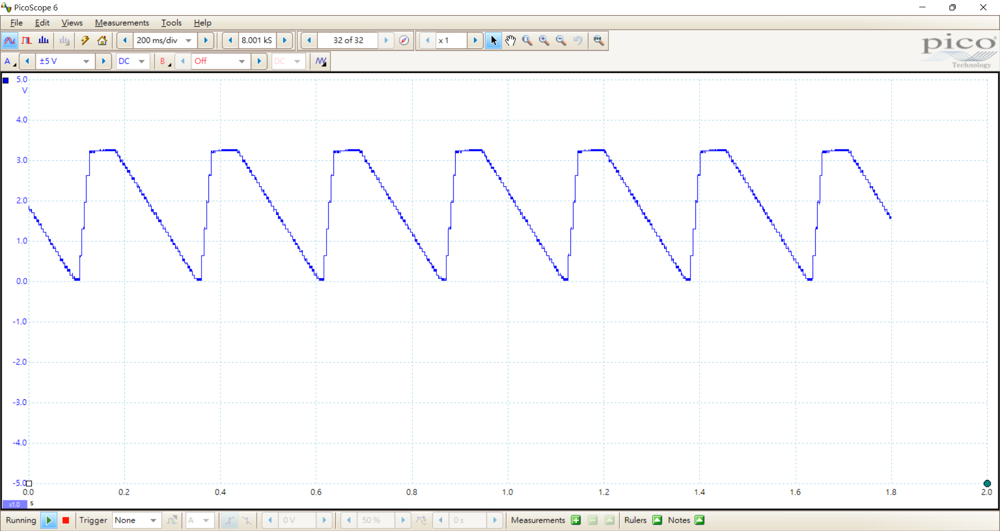 PicoScope 6
File Edit Views Measurements Tools Help
200 ms/div 8.001 kS 32 of 32 x 1
pico
Technology
A ±5 V DC B Off DC
5.0
V
4.0
3.0
2.0
1.0
0.0
-1.0
-2.0
-3.0
-4.0
-5.0
0.0 0.2 0.4 0.6 0.8 1.0 1.2 1.4 1.6 1.8 2.0
x1.0 s
Running Trigger None A 0 V 50 % 0 s Measurements Rulers Notes